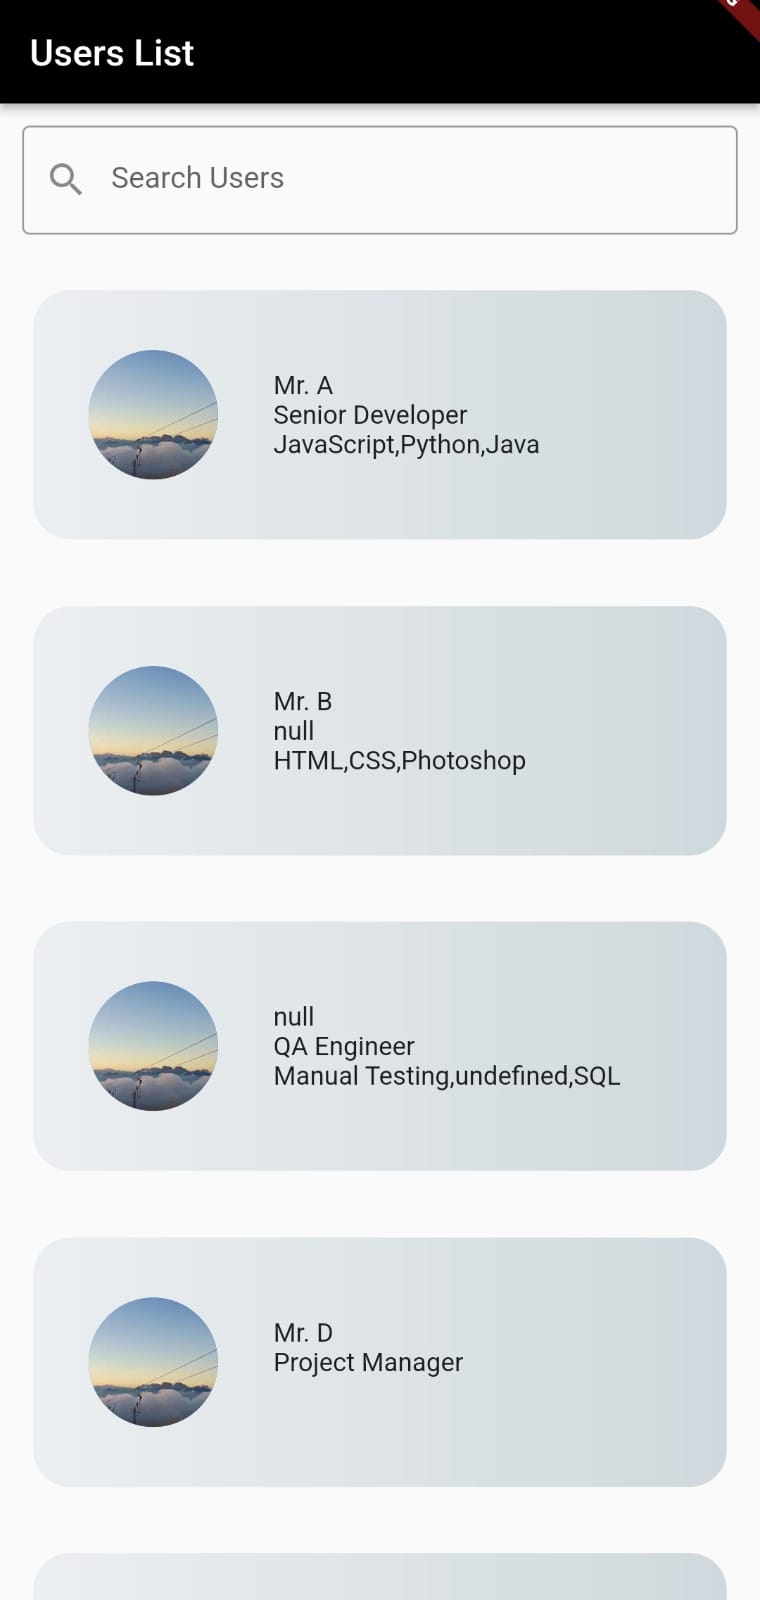 Users List
Search Users
Mr. A
Senior Developer
JavaScript,Python,Java
Mr. B
null
HTML,CSS,Photoshop
null
QA Engineer
Manual Testing,undefined,SQL
Mr. D
Project Manager